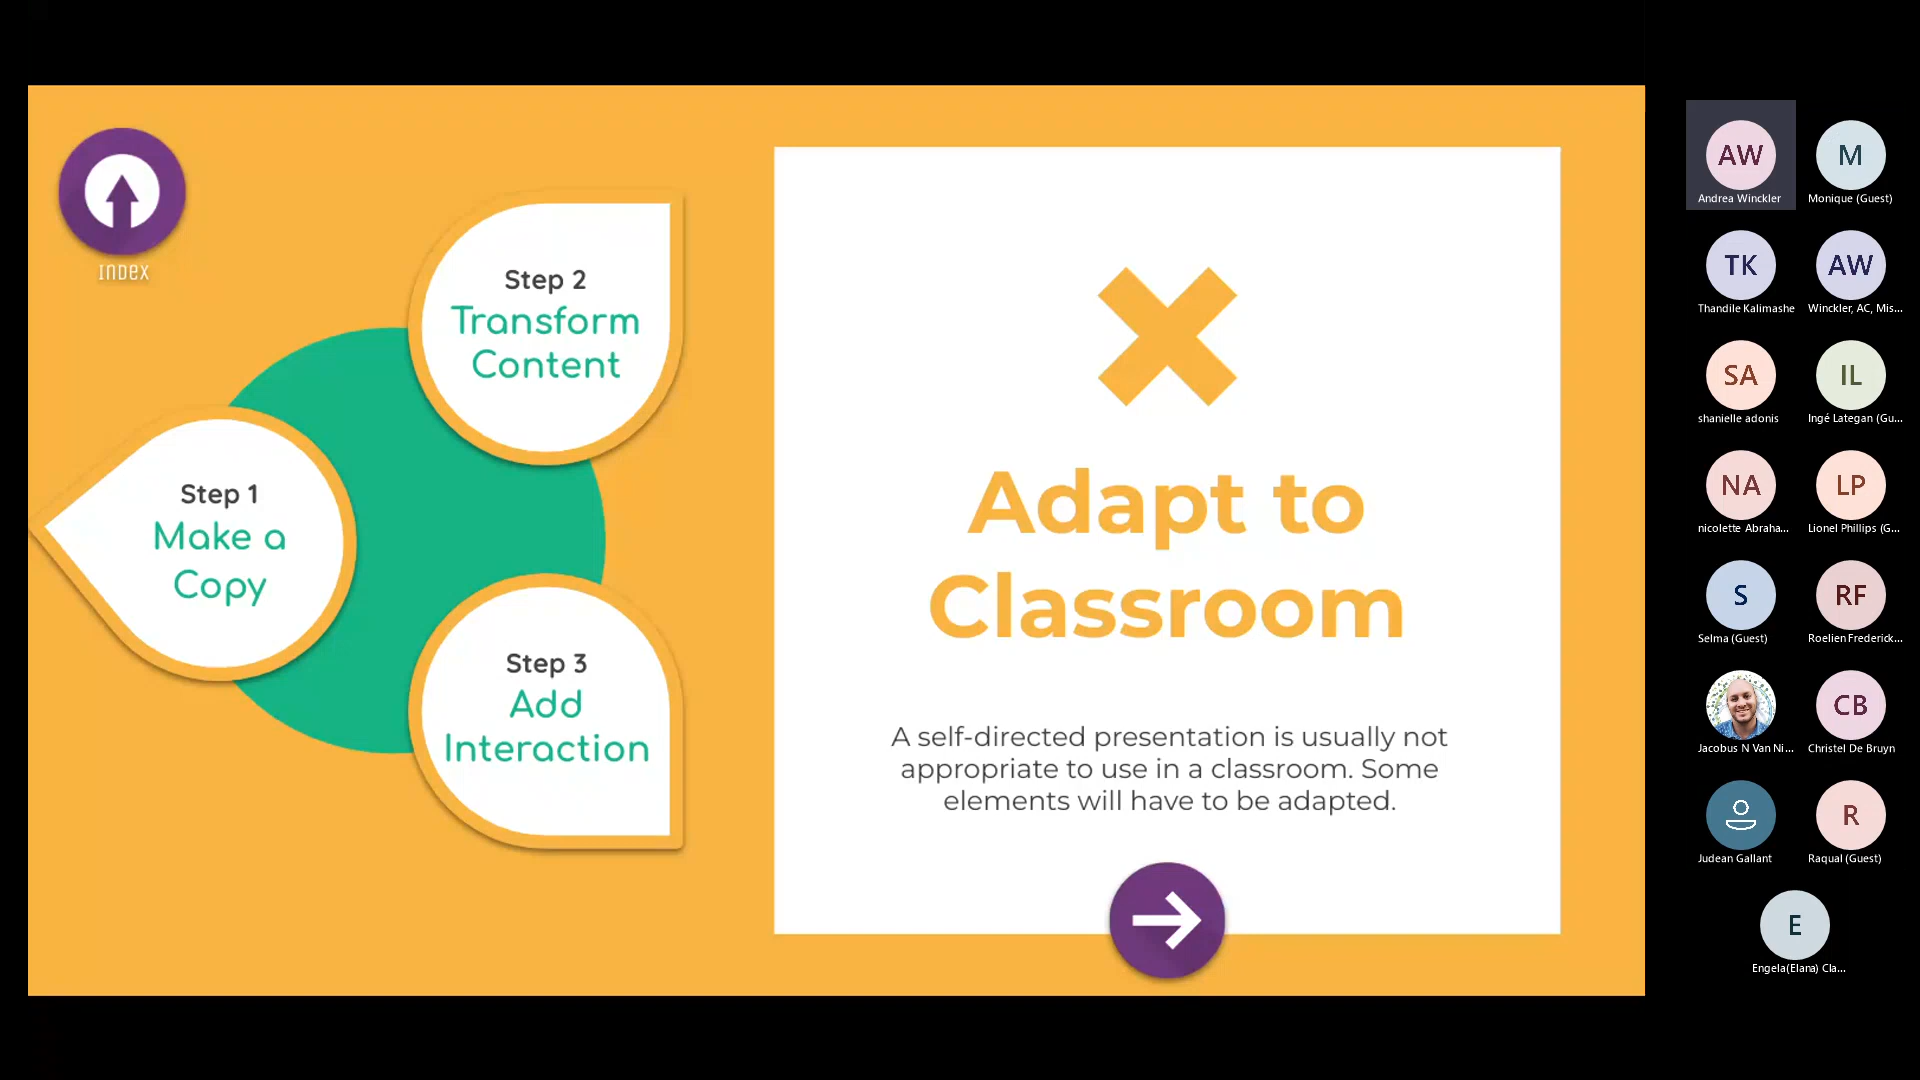 Index
Step 2
Transform
Content
Step 1
Make a
Copy
Step 3
Add
Interaction
Adapt to
Classroom
A self-directed presentation is usually not
appropriate to use in a classroom. Some
elements will have to be adapted.
AW
Andrea Winckler
M
Monique (Guest)
TK
Thandile Kalimashe
AW
Winckler, AC, Mis...
SA
shanielle adonis
IL
Ingé Lategan (Gu...
NA
nicolette Abraha...
LP
Lionel Phillips (G...
S
Selma (Guest)
RF
Roelien Frederick...
Jacobus N Van Ni...
CB
Christel De Bruyn
Judean Gallant
R
Raqual (Guest)
E
Engela(Elana) Cla...